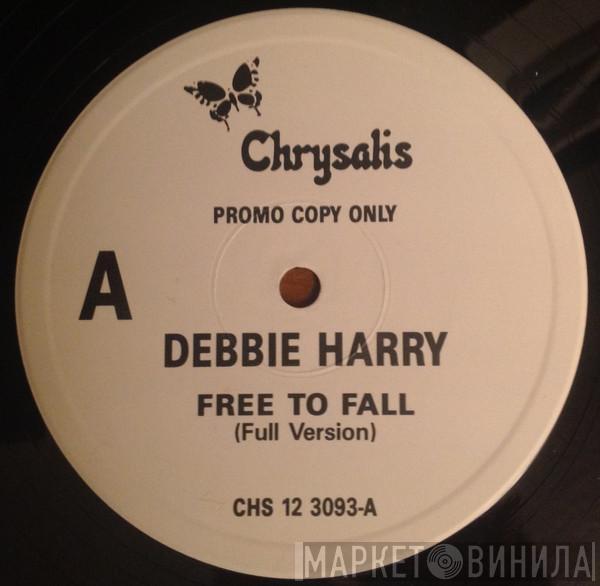 Chrysalis
PROMO COPY ONLY
A
DEBBIE HARRY
FREE TO FALL
(Full Version)
CHS 12 3093-A
МАРКЕТ ВИНИЛА